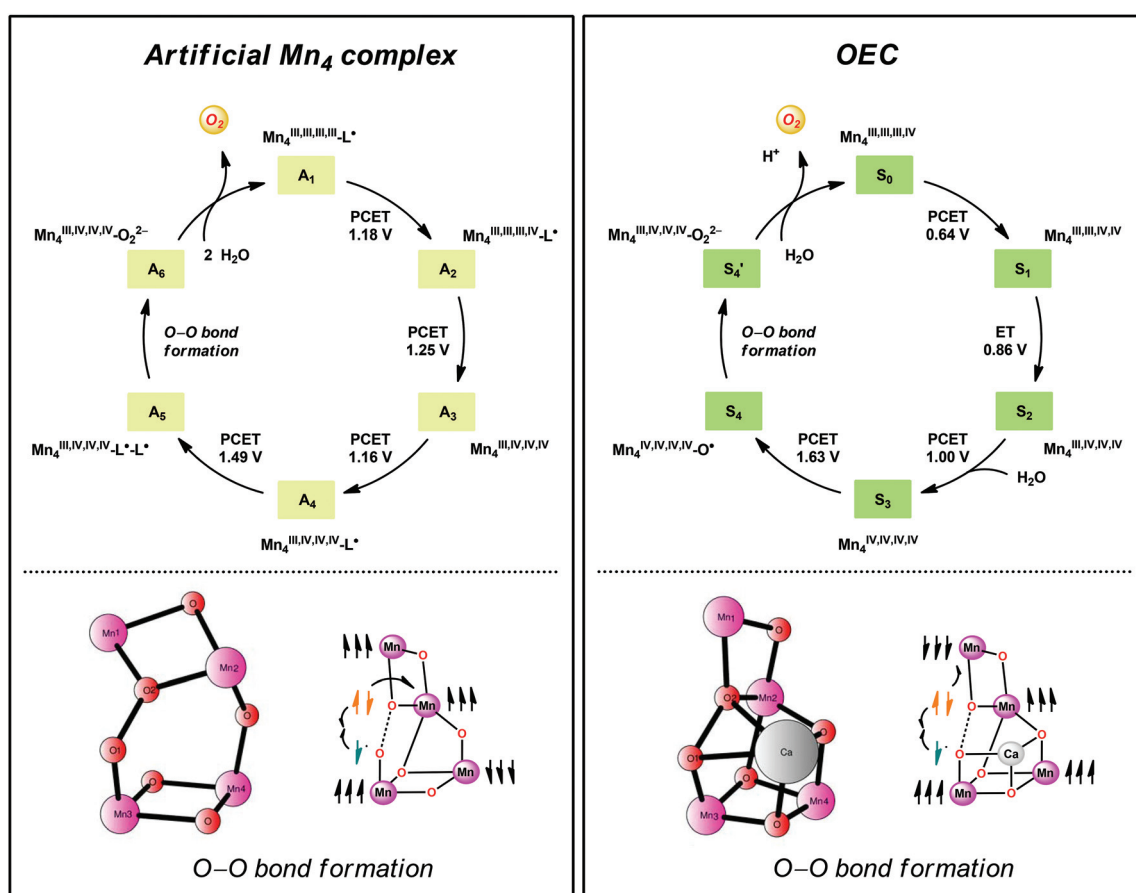 Artificial Mn₄ complex
O₂
Mn₄ᴵᴵᴵ,ᴵᴵᴵ,ᴵᴵᴵ,ᴵᴵᴵ-L•
A₁
PCET
1.18 V
Mn₄ᴵᴵᴵ,ᴵᴵᴵ,ᴵᴵᴵ,ᴵⱽ-L•
A₂
PCET
1.25 V
A₃
Mn₄ᴵᴵᴵ,ᴵⱽ,ᴵⱽ,ᴵⱽ
PCET
1.16 V
A₄
Mn₄ᴵᴵᴵ,ᴵⱽ,ᴵⱽ,ᴵⱽ-L•
PCET
1.49 V
A₅
Mn₄ᴵᴵᴵ,ᴵⱽ,ᴵⱽ,ᴵⱽ-L•-L•
O–O bond
formation
A₆
Mn₄ᴵᴵᴵ,ᴵⱽ,ᴵⱽ,ᴵⱽ-O₂²⁻
2 H₂O
Mn1
O
Mn2
O2
O
O1
O
Mn4
Mn3
O
Mn
O
O
Mn
O
O
O
Mn
Mn
O
O–O bond formation
OEC
O₂
H⁺
Mn₄ᴵᴵᴵ,ᴵᴵᴵ,ᴵᴵᴵ,ᴵⱽ
S₀
PCET
0.64 V
Mn₄ᴵᴵᴵ,ᴵᴵᴵ,ᴵⱽ,ᴵⱽ
S₁
ET
0.86 V
S₂
Mn₄ᴵᴵᴵ,ᴵⱽ,ᴵⱽ,ᴵⱽ
PCET
1.00 V
H₂O
S₃
Mn₄ᴵⱽ,ᴵⱽ,ᴵⱽ,ᴵⱽ
PCET
1.63 V
S₄
Mn₄ᴵⱽ,ᴵⱽ,ᴵⱽ,ᴵⱽ-O•
O–O bond
formation
S₄'
Mn₄ᴵᴵᴵ,ᴵⱽ,ᴵⱽ,ᴵⱽ-O₂²⁻
H₂O
Mn1
O
O2
Mn2
O
Ca
O1
O
Mn4
Mn3
O
Mn
O
O
Mn
O
O
Ca
O
Mn
Mn
O
O–O bond formation